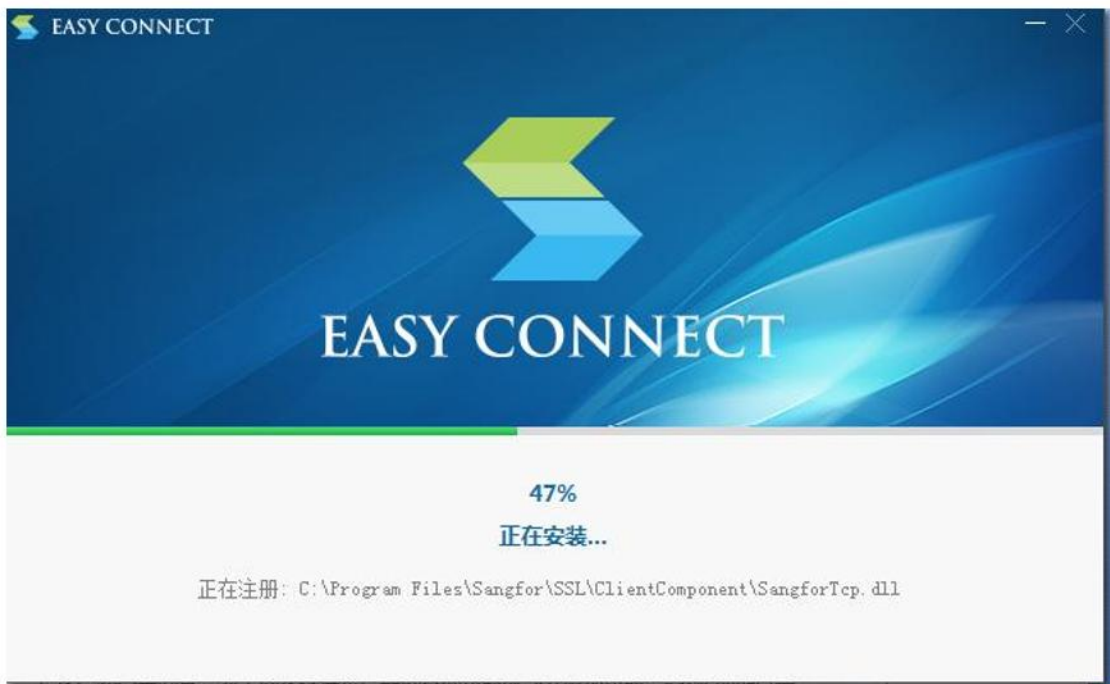 EASY CONNECT
EASY CONNECT
47%
正在安装...
正在注册: C:\Program Files\Sangfor\SSL\ClientComponent\SangforTcp.dll